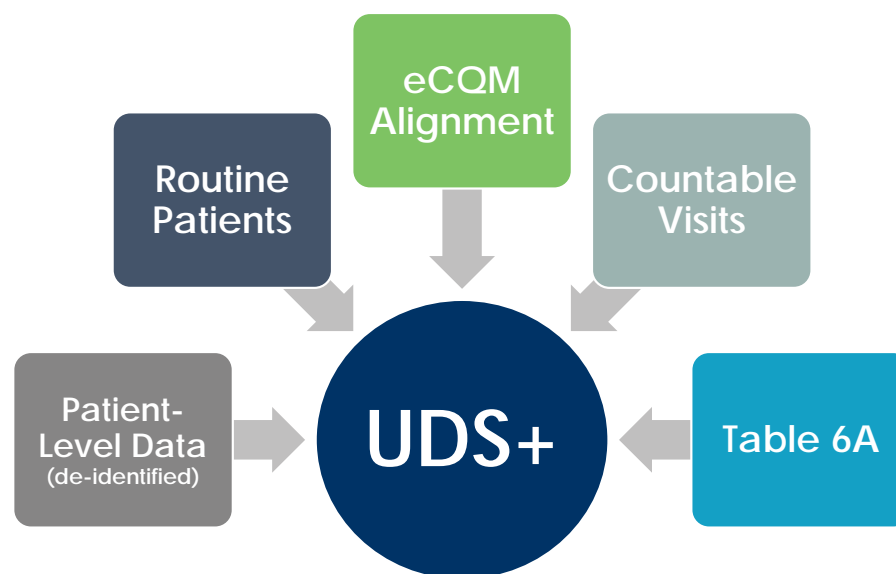 eCQM
Alignment
Routine
Patients
Countable
Visits
Patient-
Level Data
(de-identified)
UDS+
Table 6A